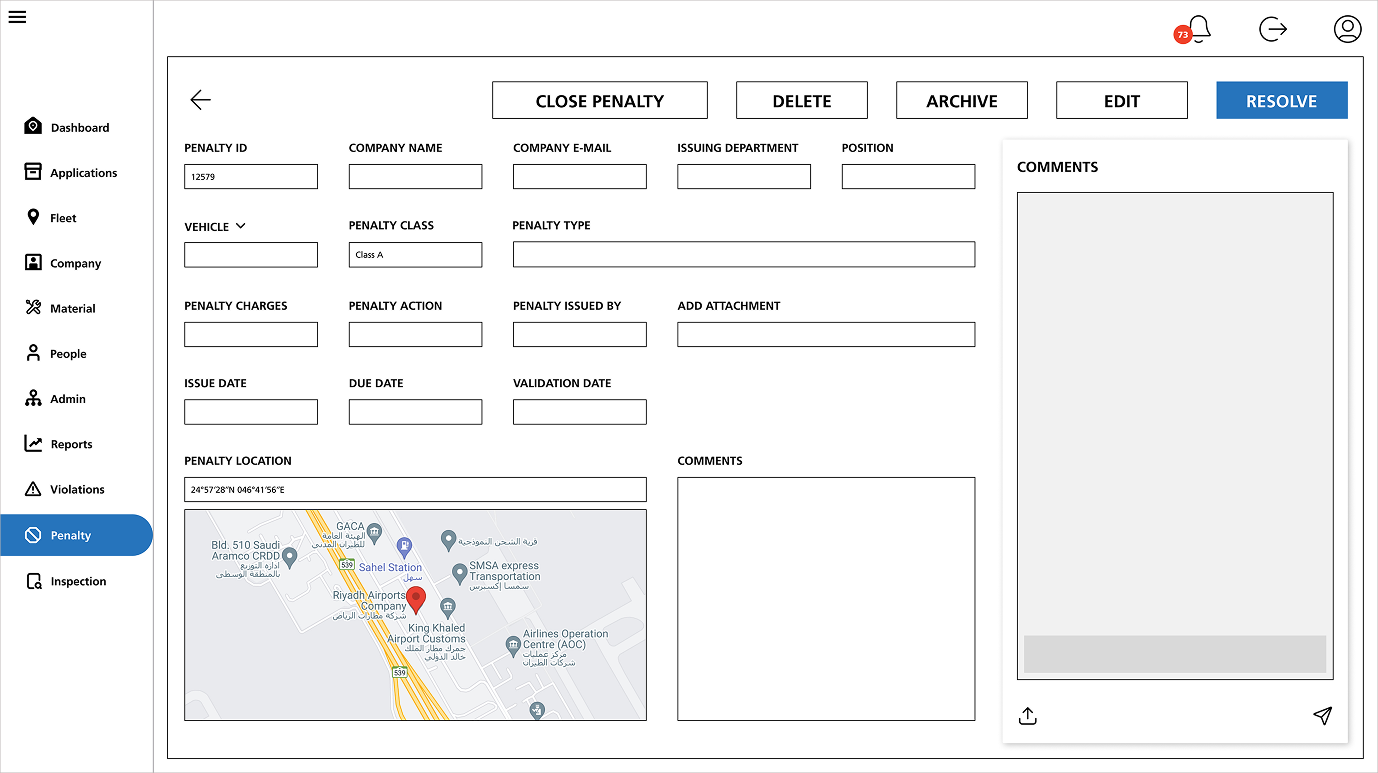 73
Dashboard
Applications
Fleet
Company
Material
People
Admin
Reports
Violations
Penalty
Inspection
CLOSE PENALTY
DELETE
ARCHIVE
EDIT
RESOLVE
PENALTY ID
COMPANY NAME
COMPANY E-MAIL
ISSUING DEPARTMENT
POSITION
12579
VEHICLE
PENALTY CLASS
PENALTY TYPE
Class A
PENALTY CHARGES
PENALTY ACTION
PENALTY ISSUED BY
ADD ATTACHMENT
ISSUE DATE
DUE DATE
VALIDATION DATE
PENALTY LOCATION
24°57'28"N 046°41'56"E
GACA
الهيئة العامة
للطيران المدني
Bld. 510 Saudi
Aramco CRDD
ادارة التوزيع
بالمنطقة الوسطى
539
Sahel Station
سهل
قرية الشحن النموذجية
SMSA express
Transportation
سمسا إكسبرس
Riyadh Airports
Company
شركة مطارات الرياض
King Khaled
Airport Customs
جمرك مطار الملك
خالد الدولي
Airlines Operation
Centre (AOC)
مركز عمليات
شركات الطيران
539
COMMENTS
COMMENTS